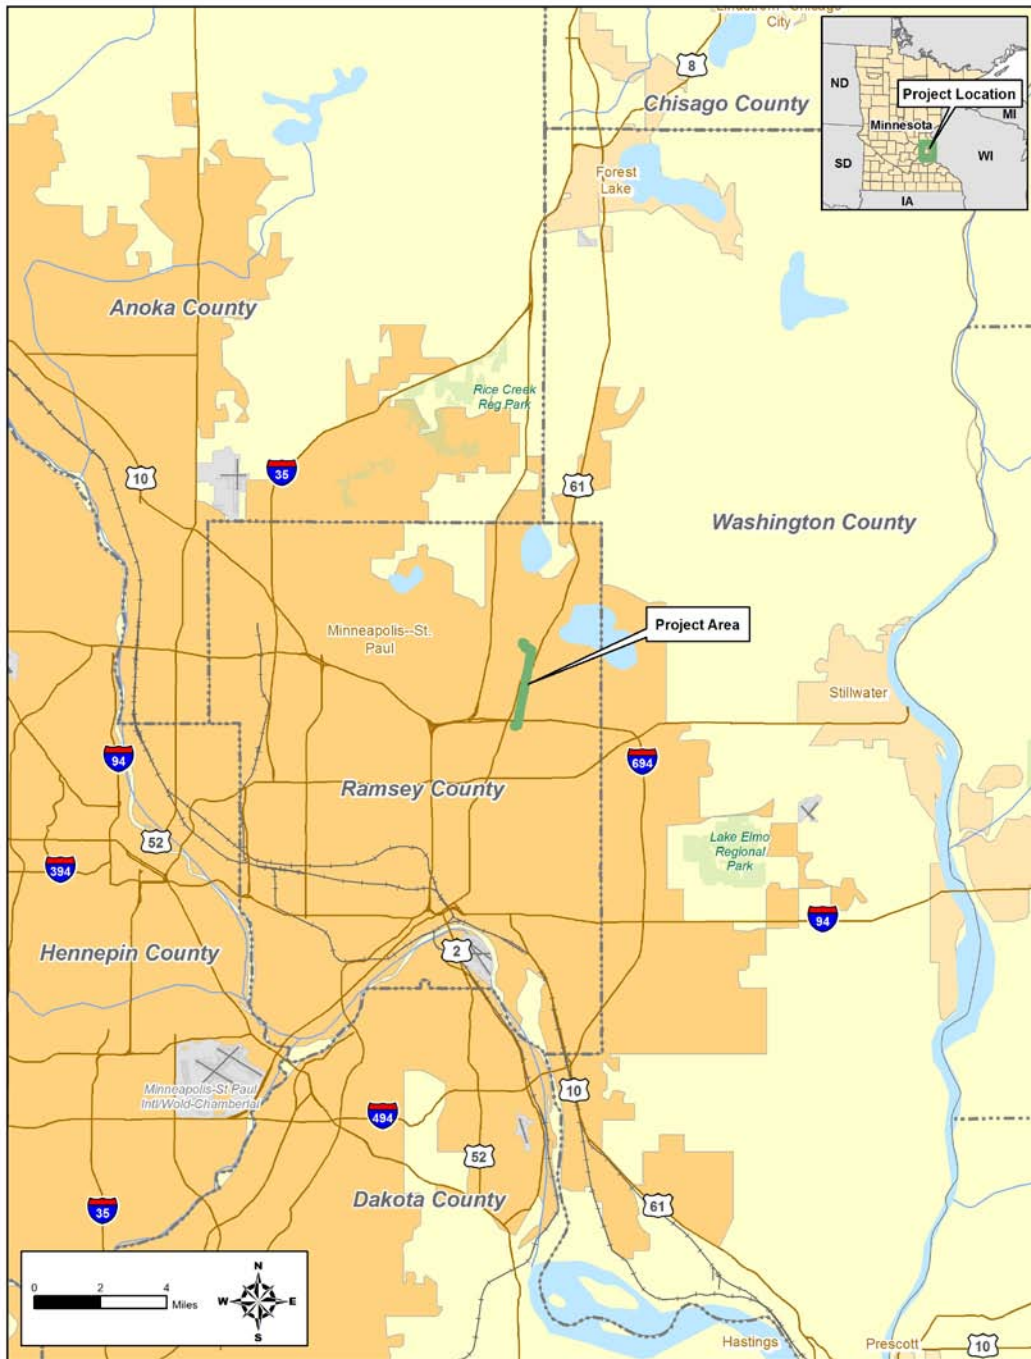 Lindstrom--Chisago
City
8
Chisago County
ND
Project Location
MI
Minnesota
SD
WI
IA
Forest
Lake
Anoka County
Rice Creek
Reg.Park
35
10
61
Washington County
Minneapolis--St.
Paul
Project Area
Stillwater
94
694
Ramsey County
52
394
Lake Elmo
Regional
Park
94
Hennepin County
2
Minneapolis-St Paul
Intl/Wold-Chamberlai
10
494
52
Dakota County
61
35
N
0 2 4
Miles
W E
S
Hastings
Prescott
10